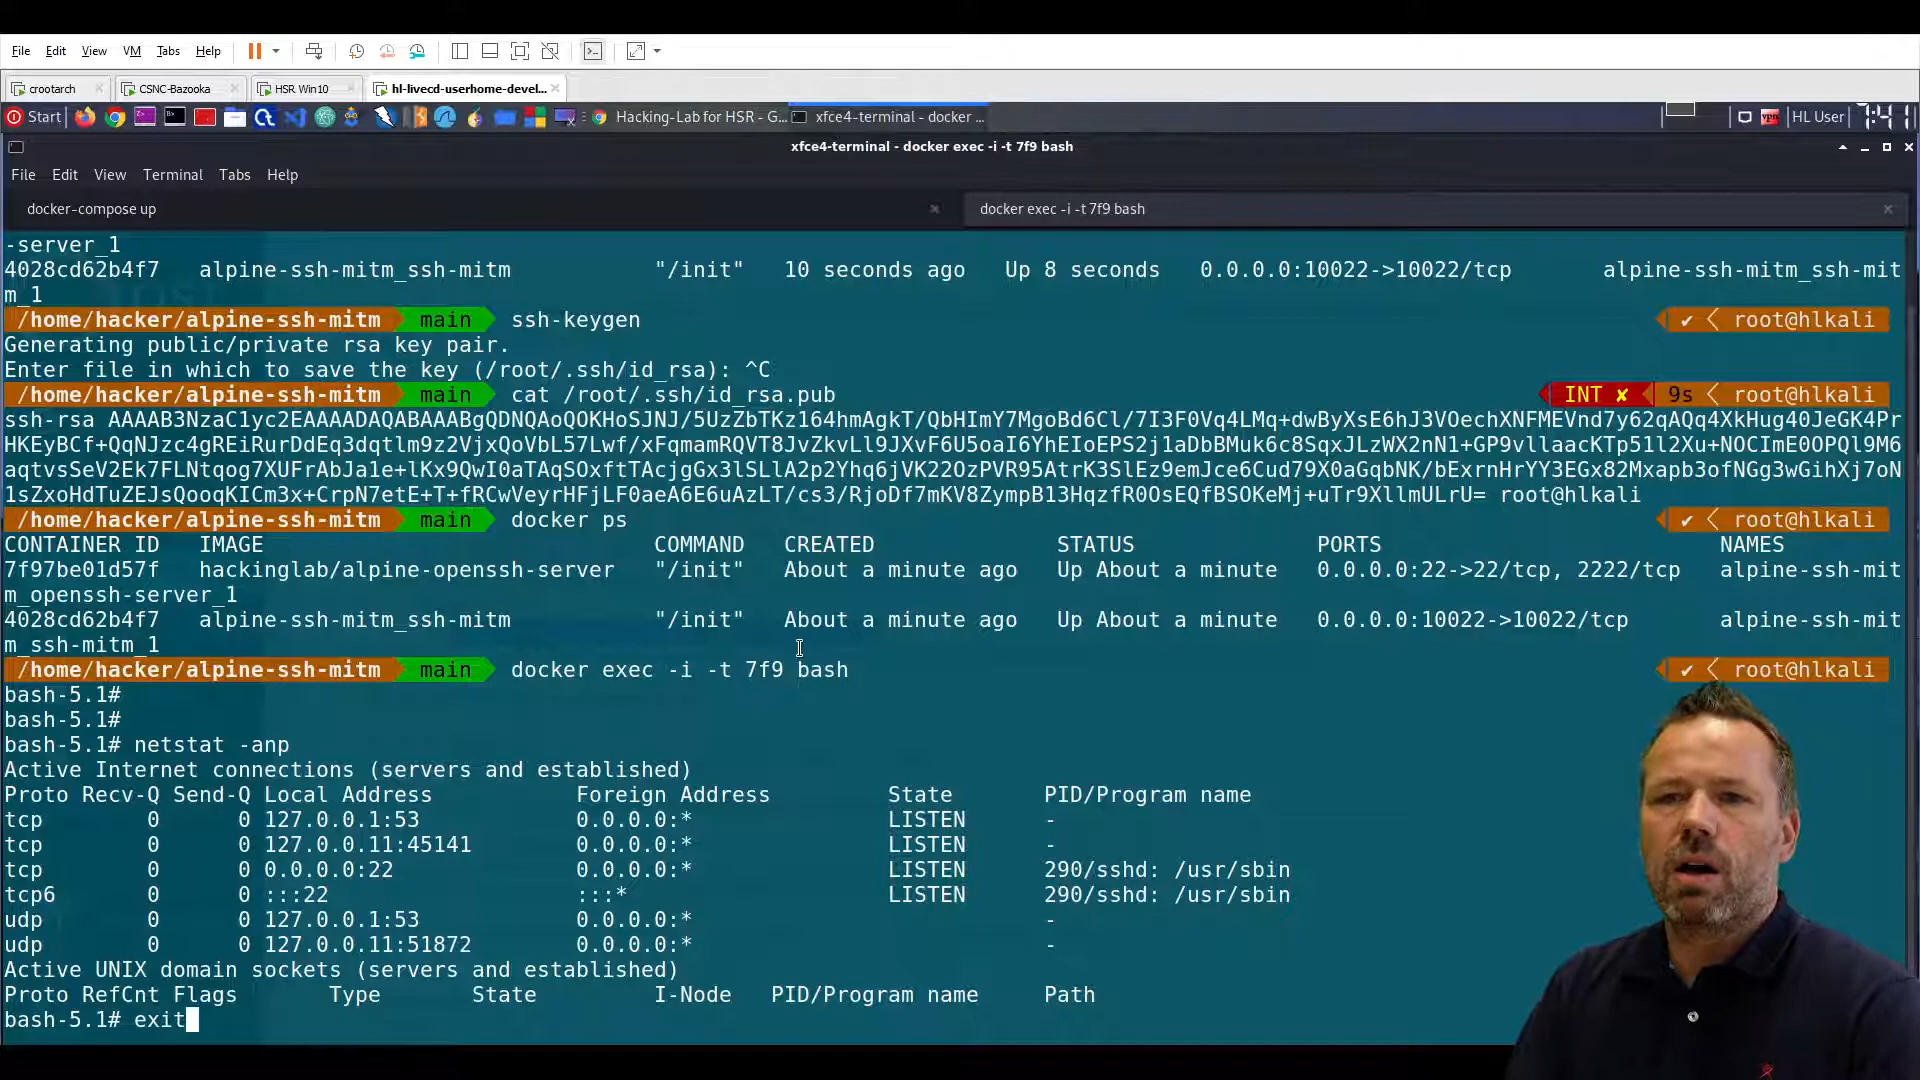 File Edit View VM Tabs Help
crootarch CSNC-Bazooka HSR Win10 hl-livecd-userhome-devel...
Start Hacking-Lab for HSR - G... xfce4-terminal - docker ... vpn HL User
xfce4-terminal - docker exec -i -t 7f9 bash
File Edit View Terminal Tabs Help
docker-compose up docker exec -i -t 7f9 bash
-server_1
4028cd62b4f7 alpine-ssh-mitm_ssh-mitm "/init" 10 seconds ago Up 8 seconds 0.0.0.0:10022->10022/tcp alpine-ssh-mitm_ssh-mit
m_1
/home/hacker/alpine-ssh-mitm main ssh-keygen ✔ root@hlkali
Generating public/private rsa key pair.
Enter file in which to save the key (/root/.ssh/id_rsa): ^C
/home/hacker/alpine-ssh-mitm main cat /root/.ssh/id_rsa.pub INT ✘ 9s root@hlkali
ssh-rsa AAAAB3NzaC1yc2EAAAADAQABAAABgQDNQAoQOKHoSJNJ/5UzZbTKz164hmAgkT/QbHImY7MgoBd6Cl/7I3F0Vq4LMq+dwByXsE6hJ3VOechXNFMEVnd7y62qAQq4XkHug40JeGK4Pr
HKEyBCf+QqNJzc4gREiRurDdEq3dqtlm9z2VjxQoVbL57Lwf/xFqmamRQVT8JvZkvLl9JXvF6U5oaI6YhEIoEPS2j1aDbBMuk6c8SqxJLzWX2nN1+GP9vllaacKTp51l2Xu+NOCImE0OPQl9M6
aqtvsSeV2Ek7FLNtqog7XUFrAbJa1e+lKx9QwI0aTAqSOxftTAcjgGx3lSLlA2p2Yhq6jVK22OzPVR95AtrK3SlEz9emJce6Cud79X0aGqbNK/bExrnHrYY3EGx82Mxapb3ofNGg3wGihXj7oN
1sZxoHdTuZEJsQooqKICm3x+CrpN7etE+T+fRCwVeyrHFjLF0aeA6E6uAzLT/cs3/RjoDf7mKV8ZympB13HqzfR0OsEQfBSOKeMj+uTr9XllmULrU= root@hlkali
/home/hacker/alpine-ssh-mitm main docker ps ✔ root@hlkali
CONTAINER ID IMAGE COMMAND CREATED STATUS PORTS NAMES
7f97be01d57f hackinglab/alpine-openssh-server "/init" About a minute ago Up About a minute 0.0.0.0:22->22/tcp, 2222/tcp alpine-ssh-mit
m_openssh-server_1
4028cd62b4f7 alpine-ssh-mitm_ssh-mitm "/init" About a minute ago Up About a minute 0.0.0.0:10022->10022/tcp alpine-ssh-mit
m_ssh-mitm_1
/home/hacker/alpine-ssh-mitm main docker exec -i -t 7f9 bash ✔ root@hlkali
bash-5.1#
bash-5.1#
bash-5.1# netstat -anp
Active Internet connections (servers and established)
Proto Recv-Q Send-Q Local Address Foreign Address State PID/Program name
tcp 0 0 127.0.0.1:53 0.0.0.0:* LISTEN -
tcp 0 0 127.0.0.11:45141 0.0.0.0:* LISTEN -
tcp 0 0 0.0.0.0:22 0.0.0.0:* LISTEN 290/sshd: /usr/sbin
tcp6 0 0 :::22 :::* LISTEN 290/sshd: /usr/sbin
udp 0 0 127.0.0.1:53 0.0.0.0:* -
udp 0 0 127.0.0.11:51872 0.0.0.0:* -
Active UNIX domain sockets (servers and established)
Proto RefCnt Flags Type State I-Node PID/Program name Path
bash-5.1# exit